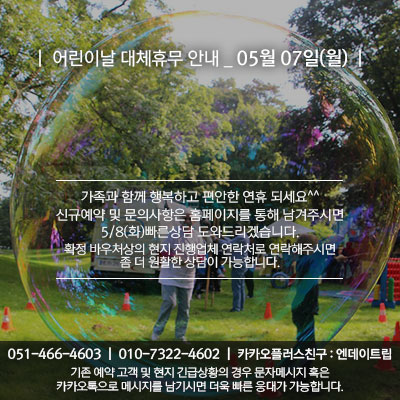 | 어린이날 대체휴무 안내 _ 05월 07일(월) |
가족과 함께 행복하고 편안한 연휴 되세요^^
신규예약 및 문의사항은 홈페이지를 통해 남겨주시면
5/8(화)빠른상담 도와드리겠습니다.
확정 바우처상의 현지 진행업체 연락처로 연락해주시면
좀 더 원활한 상담이 가능합니다.
051-466-4603 | 010-7322-4602 | 카카오플러스친구 : 엔데이트립
기존 예약 고객 및 현지 긴급상황의 경우 문자메시지 혹은
카카오톡으로 메시지를 남기시면 더욱 빠른 응대가 가능합니다.